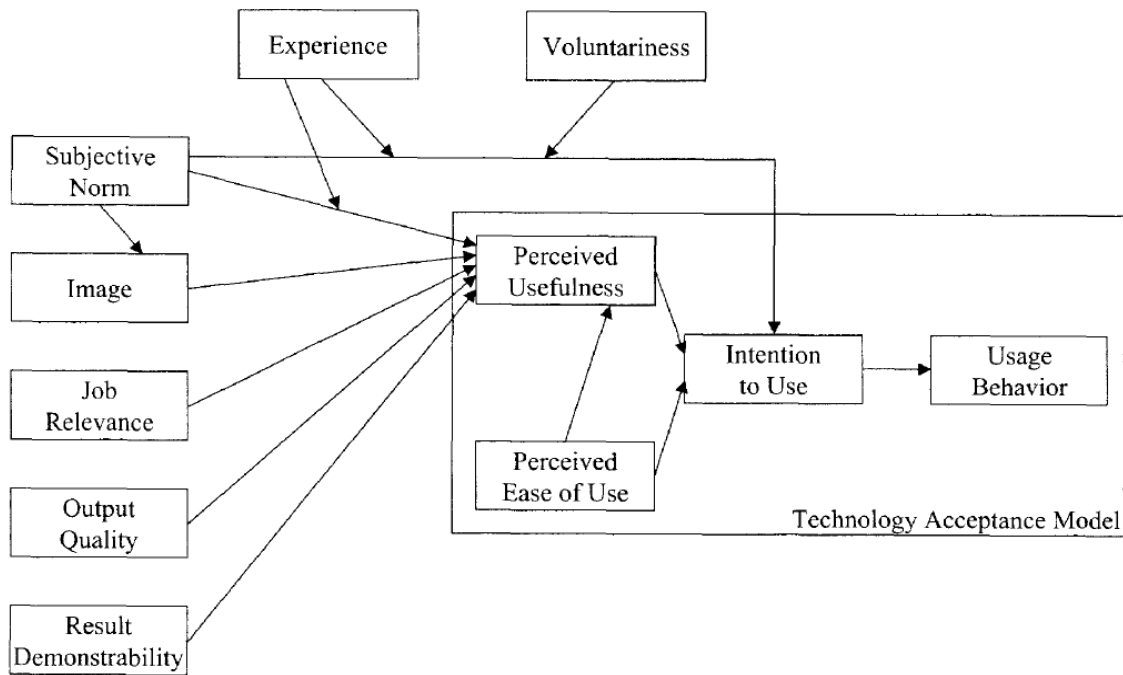 Experience
Voluntariness
Subjective
Norm
Image
Job
Relevance
Output
Quality
Result
Demonstrability
Perceived
Usefulness
Perceived
Ease of Use
Intention
to Use
Usage
Behavior
Technology Acceptance Model